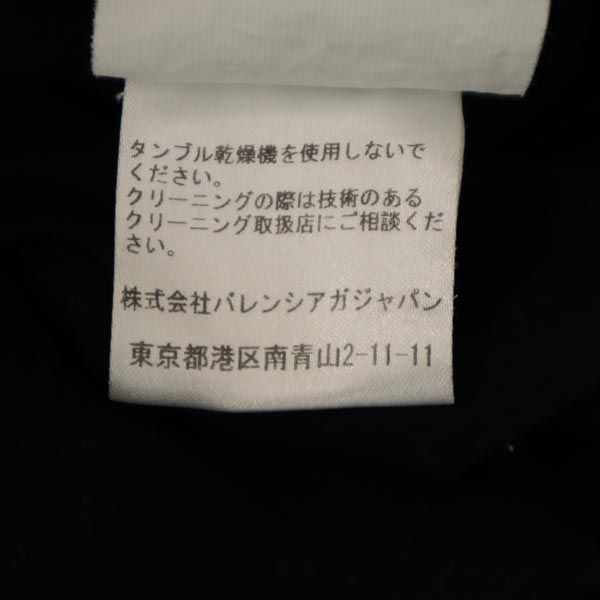 タンブル乾燥機を使用しないで
ください。
クリーニングの際は技術のある
クリーニング取扱店にご相談くだ
さい。
株式会社バレンシアガジャパン
東京都港区南青山2-11-11